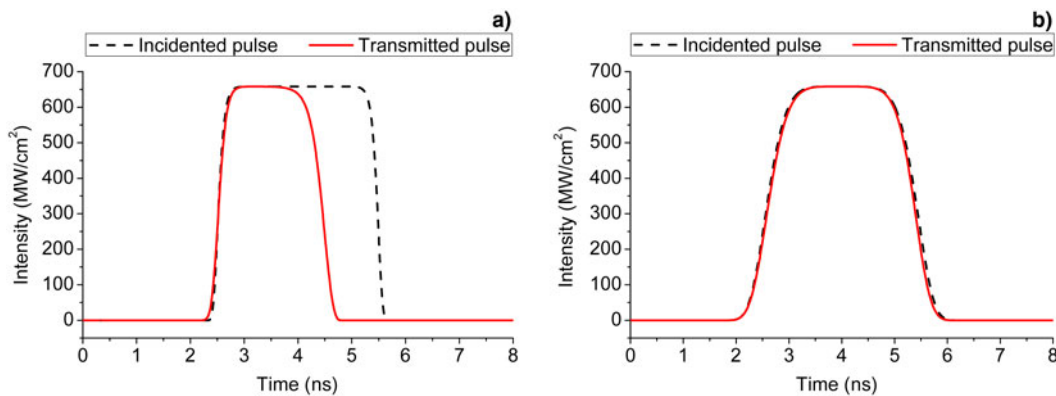 a)
Incidented pulse Transmitted pulse
700
600
500
400
300
200
100
0
Intensity (MW/cm²)
0 1 2 3 4 5 6 7 8
Time (ns)
b)
Incidented pulse Transmitted pulse
700
600
500
400
300
200
100
0
Intensity (MW/cm²)
0 1 2 3 4 5 6 7 8
Time (ns)